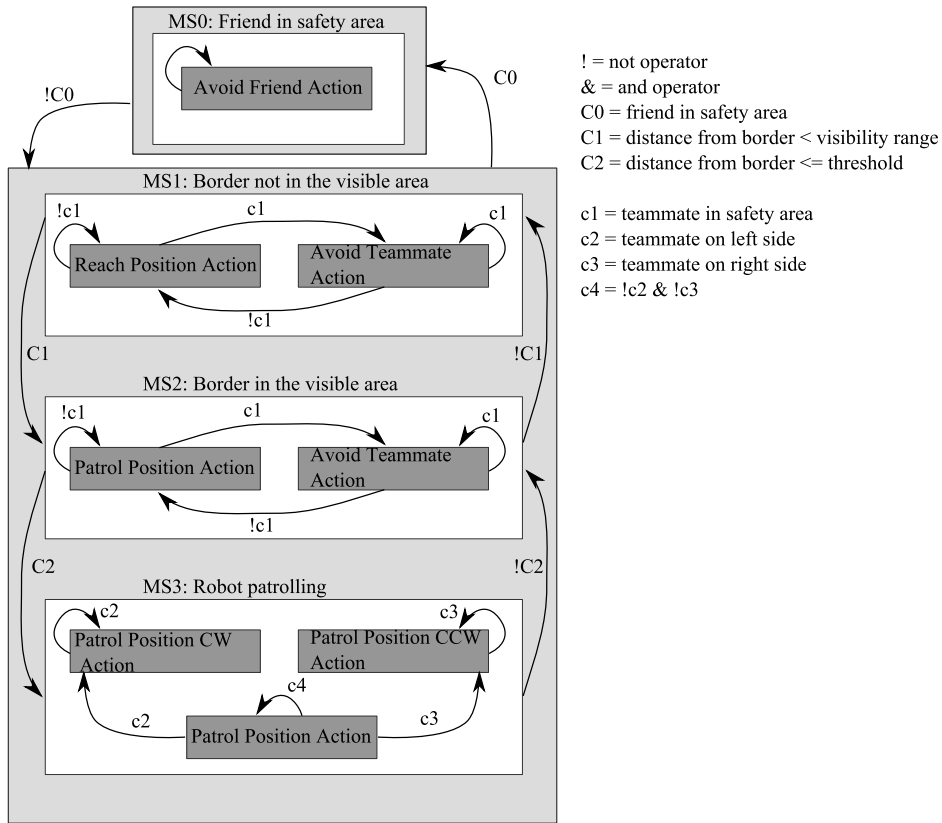 MS0: Friend in safety area
Avoid Friend Action
!C0
C0
MS1: Border not in the visible area
!c1
c1
c1
Reach Position Action
Avoid Teammate
Action
!c1
C1
!C1
MS2: Border in the visible area
!c1
c1
c1
Patrol Position Action
Avoid Teammate
Action
!c1
C2
!C2
MS3: Robot patrolling
c2
c3
Patrol Position CW
Action
Patrol Position CCW
Action
c4
c2
c3
Patrol Position Action
! = not operator
& = and operator
C0 = friend in safety area
C1 = distance from border < visibility range
C2 = distance from border <= threshold
c1 = teammate in safety area
c2 = teammate on left side
c3 = teammate on right side
c4 = !c2 & !c3